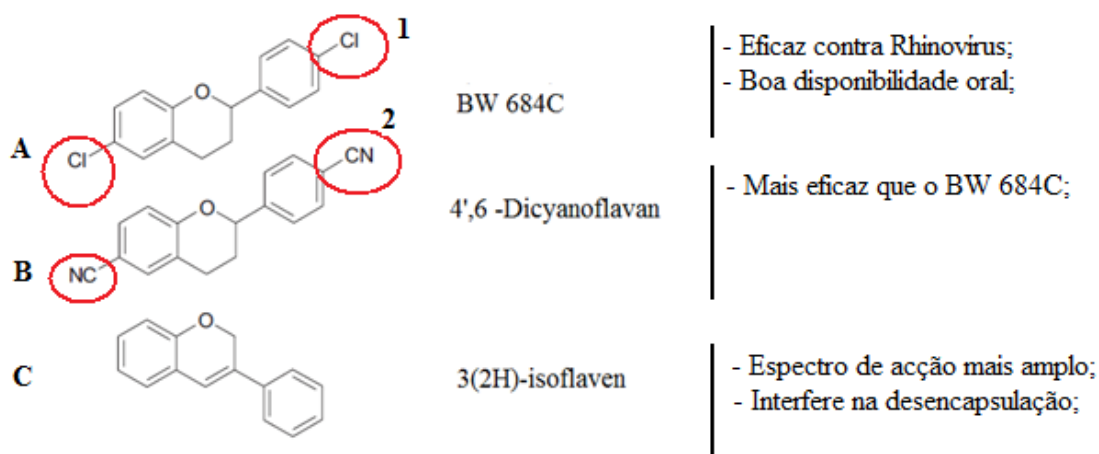 1
Cl
O
BW 684C
- Eficaz contra Rhinovirus;
- Boa disponibilidade oral;
A
Cl
2
CN
O
4',6 -Dicyanoflavan
- Mais eficaz que o BW 684C;
B
NC
O
C
3(2H)-isoflaven
- Espectro de acção mais amplo;
- Interfere na desencapsulação;